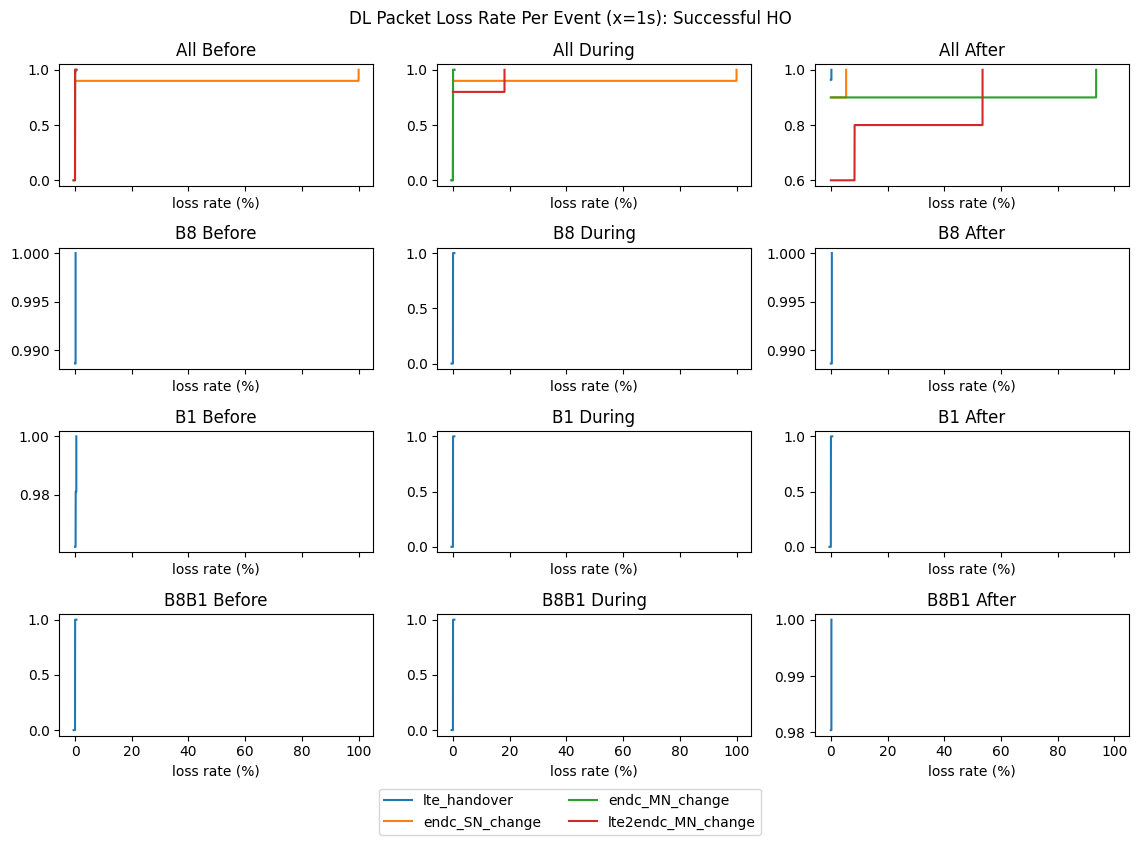 DL Packet Loss Rate Per Event (x=1s): Successful HO
All Before
All During
All After
1.0
0.5
0.0
loss rate (%)
1.0
0.5
0.0
loss rate (%)
1.0
0.8
0.6
loss rate (%)
B8 Before
B8 During
B8 After
1.000
0.995
0.990
loss rate (%)
1.0
0.5
0.0
loss rate (%)
1.000
0.995
0.990
loss rate (%)
B1 Before
B1 During
B1 After
1.00
0.98
loss rate (%)
1.0
0.5
0.0
loss rate (%)
1.0
0.5
0.0
loss rate (%)
B8B1 Before
B8B1 During
B8B1 After
1.0
0.5
0.0
0 20 40 60 80 100
loss rate (%)
1.0
0.5
0.0
0 20 40 60 80 100
loss rate (%)
1.00
0.99
0.98
0 20 40 60 80 100
loss rate (%)
lte_handover
endc_SN_change
endc_MN_change
lte2endc_MN_change